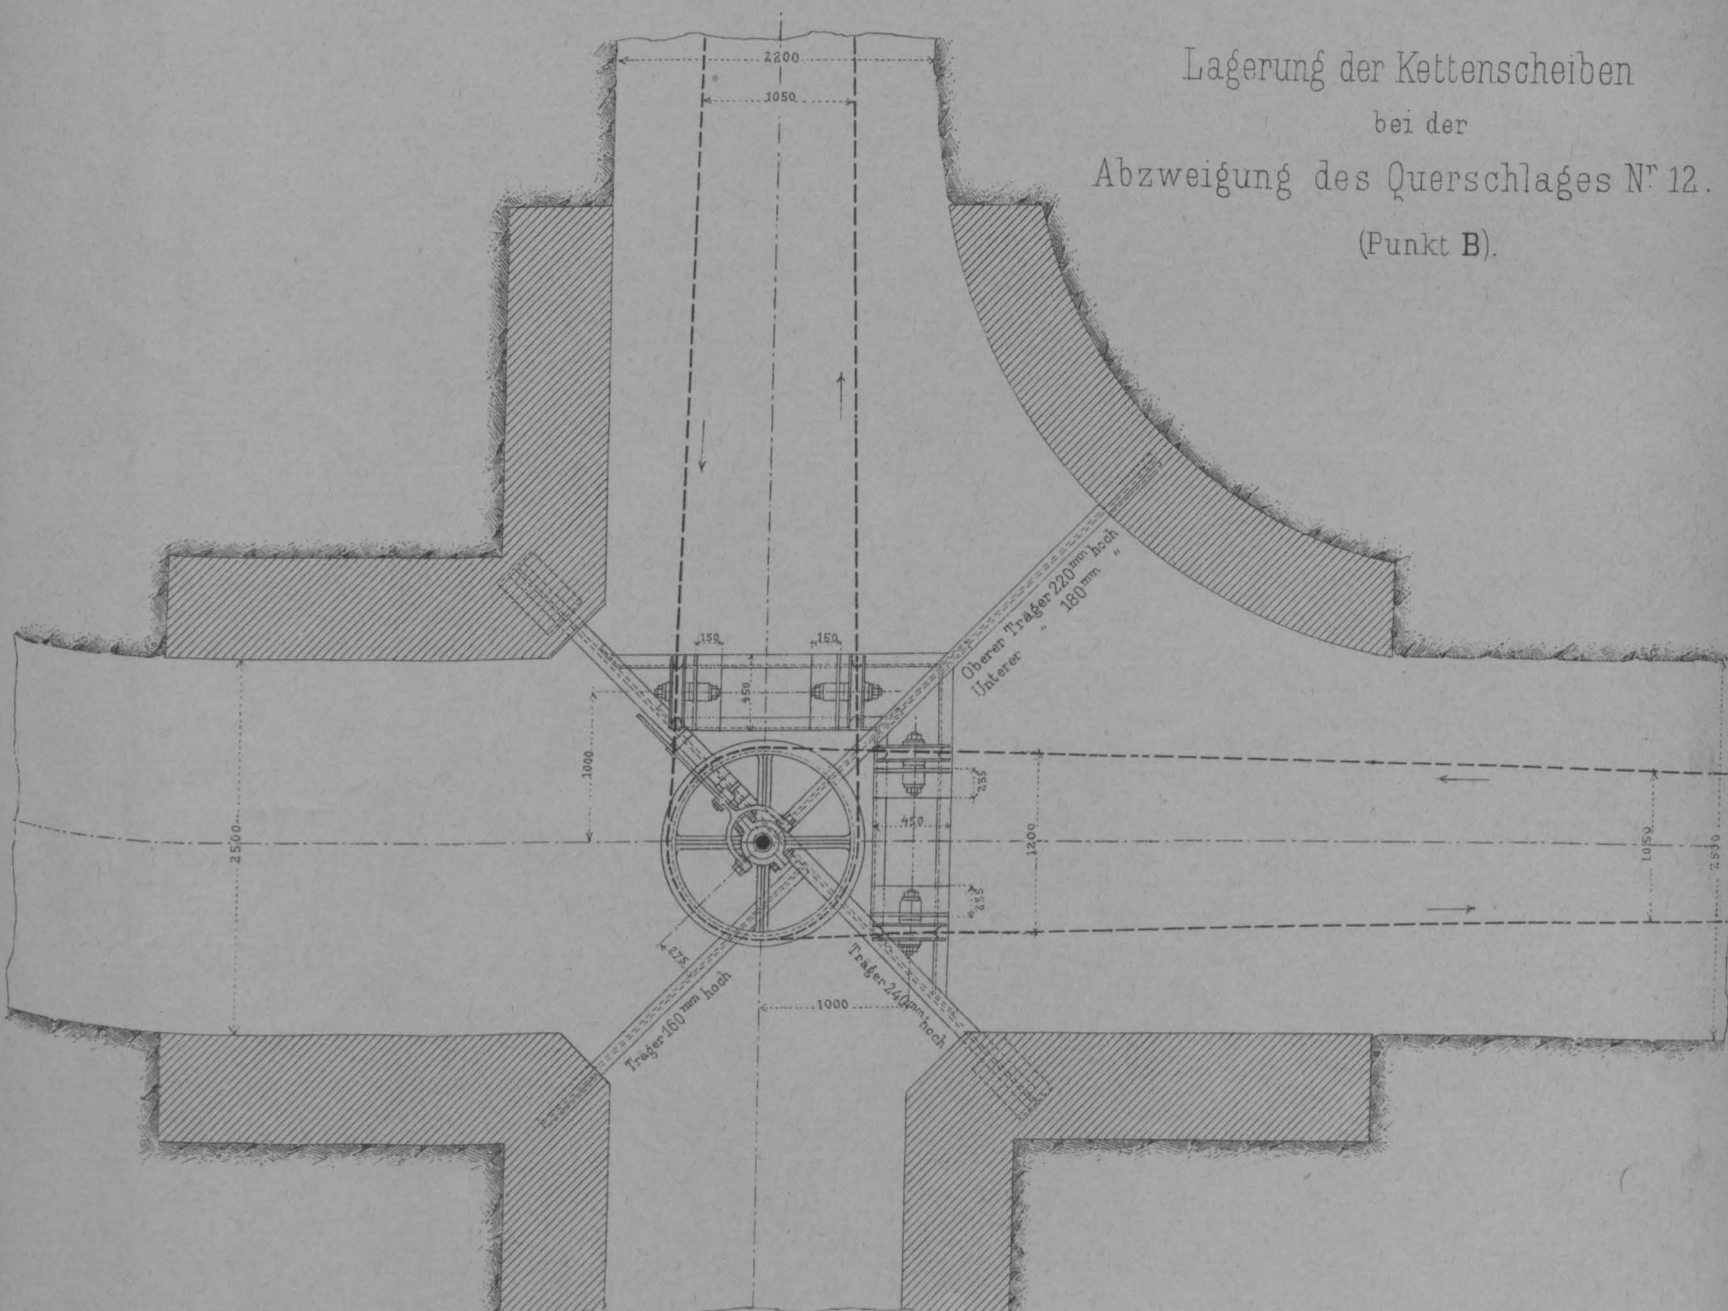 Lagerung der Kettenscheiben
bei der
Abzweigung des Querschlages Nr 12.
(Punkt B).
2200
1050
Oberer Träger 220mm hoch
Unterer „ 180mm „
150
150
450
1000
2500
235
450
1200
1050
2500
235
275
Träger 160mm hoch
Träger 240mm hoch
1000